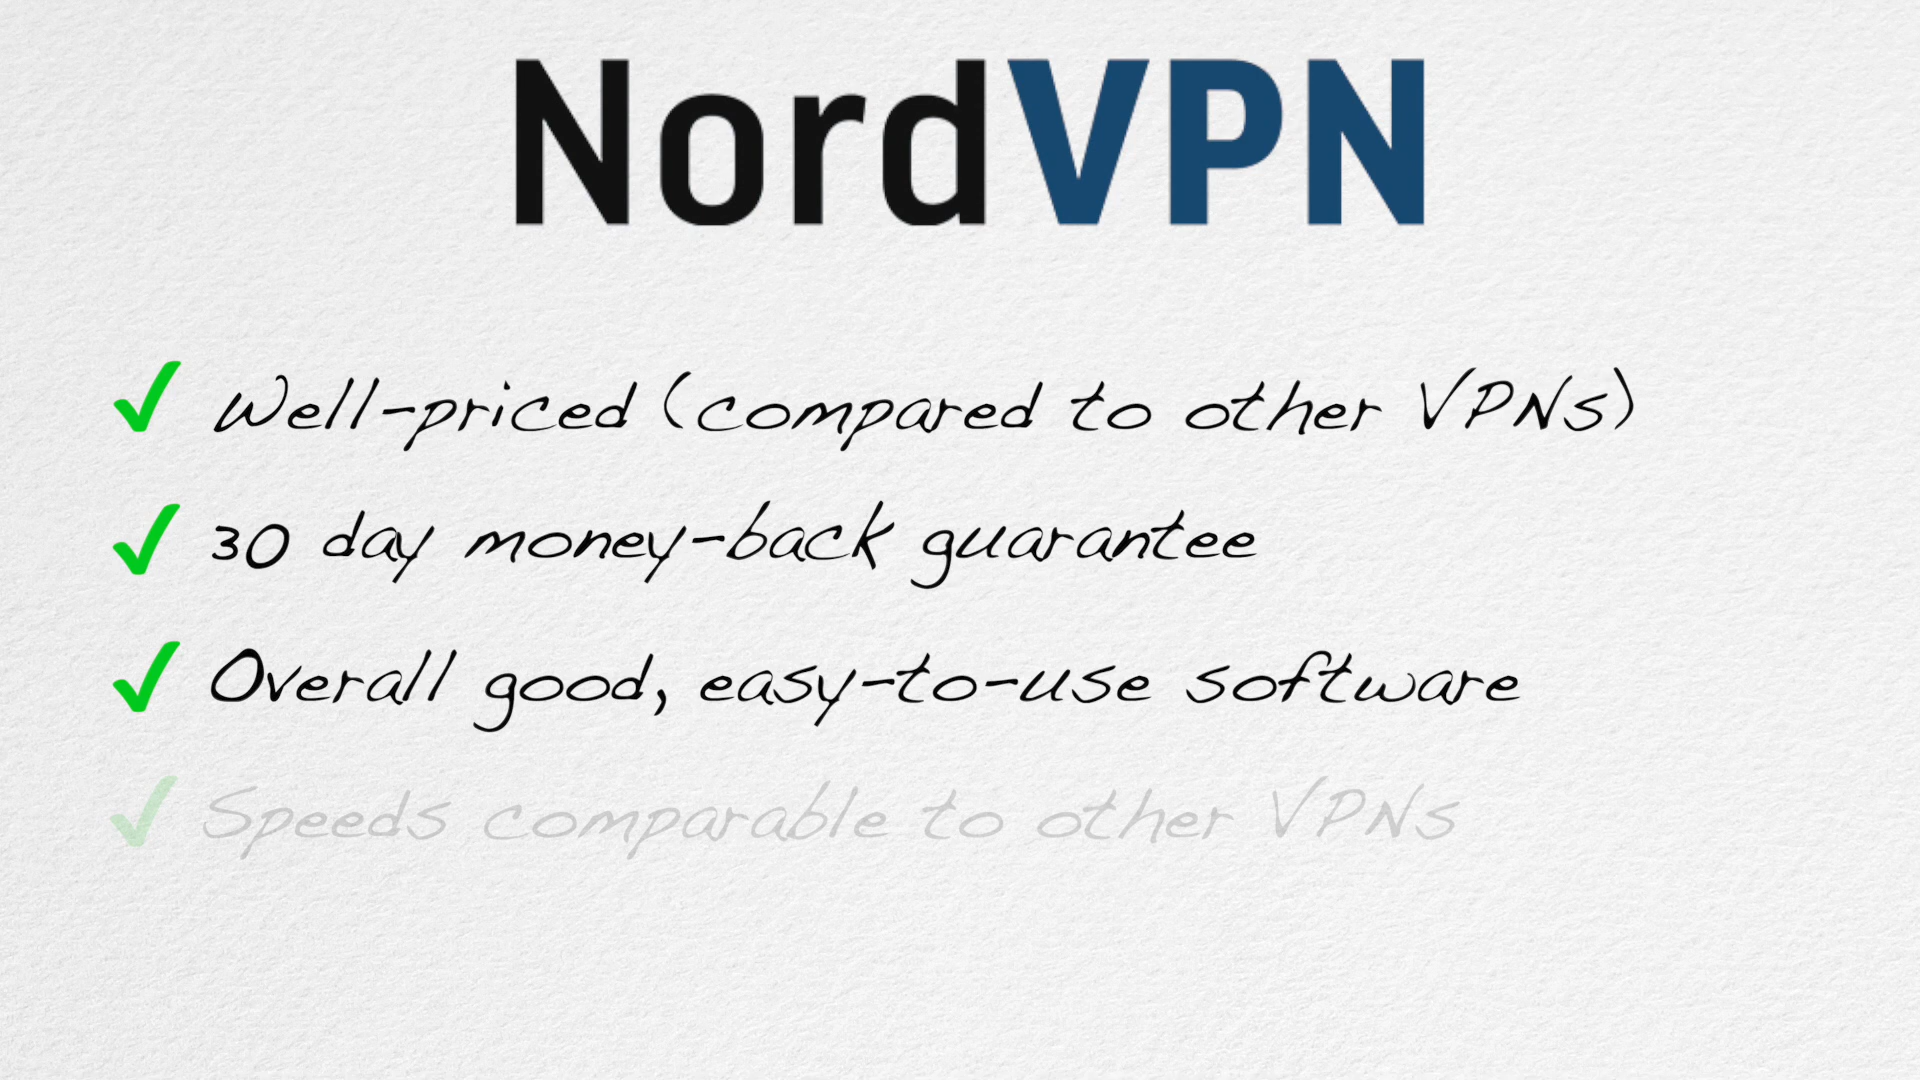 NordVPN
Well-priced (compared to other VPNs)
30 day money-back guarantee
Overall good, easy-to-use software
Speeds comparable to other VPNs